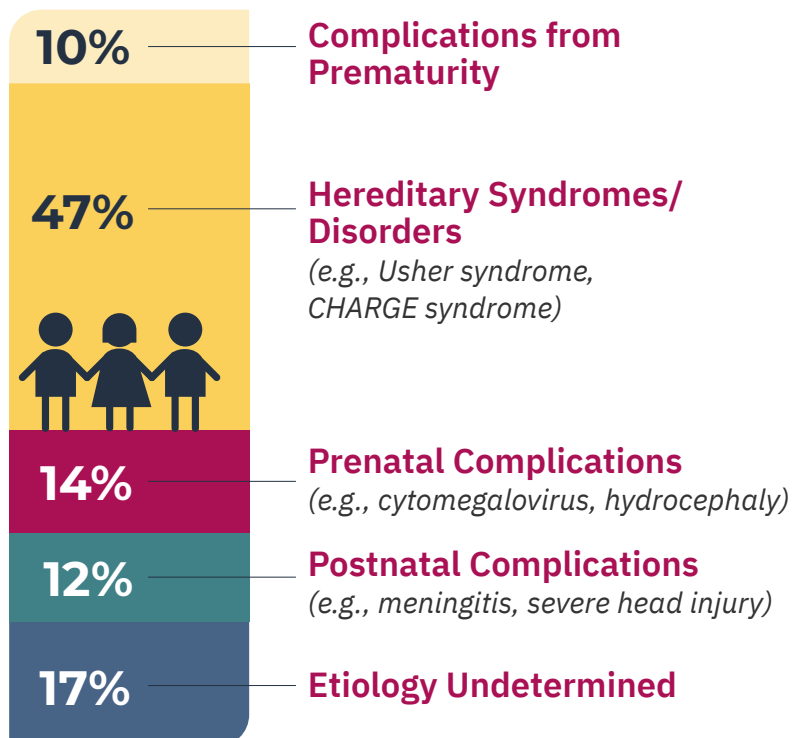 10%
Complications from
Prematurity
47%
Hereditary Syndromes/
Disorders
(e.g., Usher syndrome,
CHARGE syndrome)
14%
Prenatal Complications
(e.g., cytomegalovirus, hydrocephaly)
12%
Postnatal Complications
(e.g., meningitis, severe head injury)
17%
Etiology Undetermined